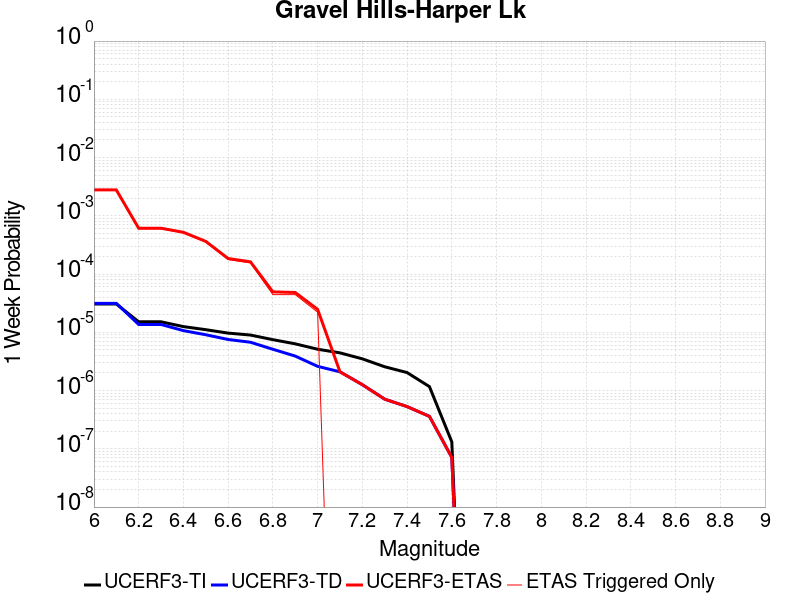 Gravel Hills-Harper Lk
10^0
10^-1
10^-2
10^-3
10^-4
10^-5
10^-6
10^-7
10^-8
1 Week Probability
6 6.2 6.4 6.6 6.8 7 7.2 7.4 7.6 7.8 8 8.2 8.4 8.6 8.8 9
Magnitude
UCERF3-TI UCERF3-TD UCERF3-ETAS ETAS Triggered Only